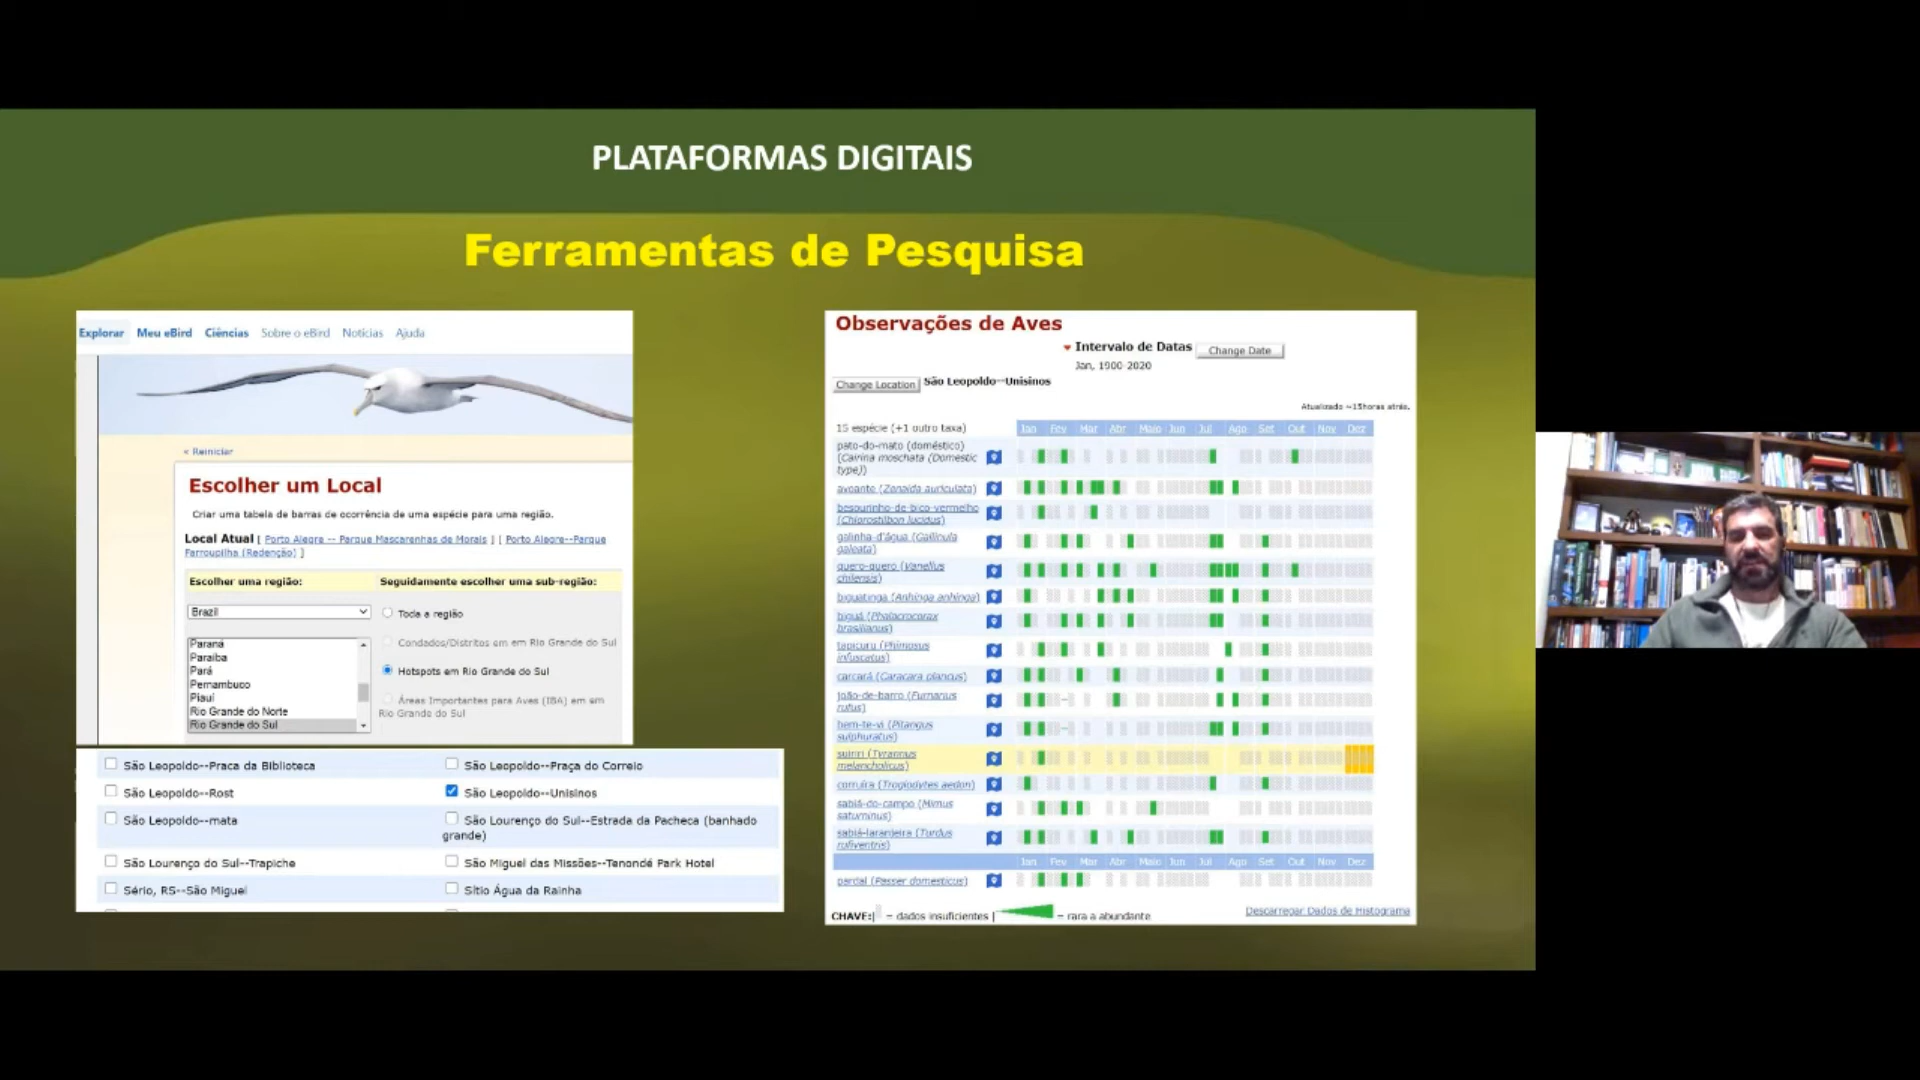 PLATAFORMAS DIGITAIS
Ferramentas de Pesquisa
Explorar Meu eBird Ciências Sobre o eBird Notícias Ajuda
« Reiniciar
Escolher um Local
Criar uma tabela de barras de ocorrência de uma espécie para uma região.
Local Atual [ Porto Alegre -- Parque Mascarenhas de Morais ] [ Porto Alegre--Parque
Farroupilha (Redenção) ]
Escolher uma região: Seguidamente escolher uma sub-região:
Brazil
Toda a região
Paraná
Paraíba
Pará
Pernambuco
Piauí
Rio Grande do Norte
Rio Grande do Sul
Condados/Distritos em em Rio Grande do Sul
Hotspots em Rio Grande do Sul
Áreas Importantes para Aves (IBA) em em
Rio Grande do Sul
São Leopoldo--Praca da Biblioteca São Leopoldo--Praça do Correio
São Leopoldo--Rost São Leopoldo--Unisinos
São Leopoldo--mata São Lourenço do Sul--Estrada da Pacheca (banhado
grande)
São Lourenço do Sul--Trapiche São Miguel das Missões--Tenondé Park Hotel
Sério, RS--São Miguel Sítio Água da Rainha
Observações de Aves
Intervalo de Datas Change Date
Jan, 1900-2020
Change Location São Leopoldo--Unisinos
Atualizado ~15horas atrás.
15 espécie (+1 outro taxa) Jan Fev Mar Abr Maio Jun Jul Ago Set Out Nov Dez
pato-do-mato (doméstico)
(Cairina moschata (Domestic
type))
avoante (Zenaida auriculata)
besourinho-de-bico-vermelho
(Chlorostilbon lucidus)
galinha-d'água (Gallinula
galeata)
quero-quero (Vanellus
chilensis)
biguatinga (Anhinga anhinga)
biguá (Phalacrocorax
brasilianus)
tapicuru (Phimosus
infuscatus)
carcará (Caracara plancus)
joão-de-barro (Furnarius
rufus)
bem-te-vi (Pitangus
sulphuratus)
suiriri (Tyrannus
melancholicus)
corruíra (Troglodytes aedon)
sabiá-do-campo (Mimus
saturninus)
sabiá-laranjeira (Turdus
rufiventris)
Jan Fev Mar Abr Maio Jun Jul Ago Set Out Nov Dez
pardal (Passer domesticus)
CHAVE: = dados insuficientes | = rara a abundante
Descarregar Dados de Histograma